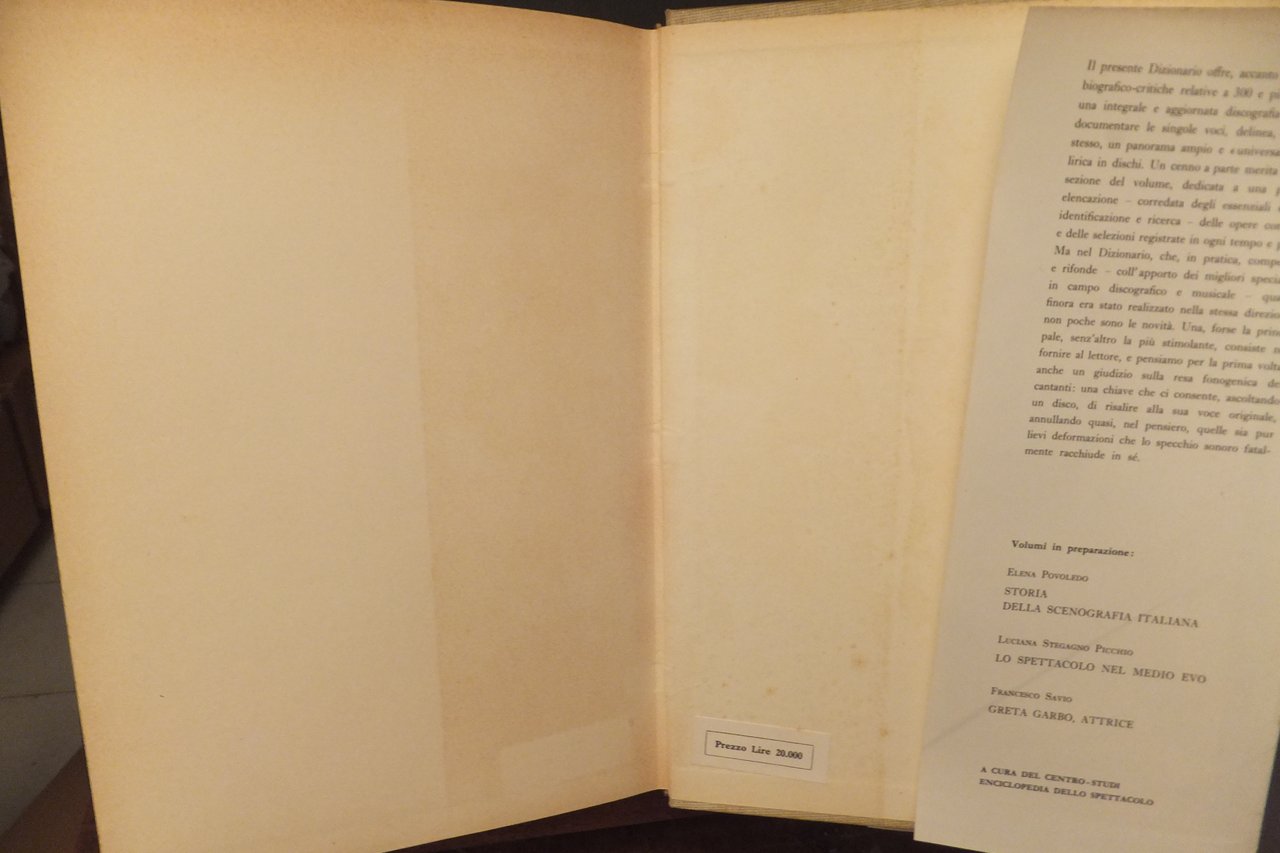 Il presente Dizionario offre, accanto
biografico-critiche relative a 300 e
una integrale e aggiornata discografia
documentare le singole voci, delinea,
stesso, un panorama ampio e
lirica in dischi. Un cenno a parte merita
sezione del volume, dedicata a una
elencazione – corredata degli essenziali
identificazione e ricerca – delle opere
e delle selezioni registrate in ogni tempo e
Ma nel Dizionario, che, in pratica,
e rifonde – coll'apporto dei migliori
in campo discografico e musicale –
finora era stato realizzato nella stessa
non poche sono le novità. Una, forse la
pale, senz'altro la più stimolante, consiste
fornire al lettore, e pensiamo per la prima
anche un giudizio sulla resa fonogenica
cantanti: una chiave che ci consente, ascoltando
un disco, di risalire alla sua voce originale,
annullando quasi, nel pensiero, quelle sia pur
lievi deformazioni che lo specchio sonoro fatal-
mente racchiude in sé.
Volumi in preparazione:
Elena Povoledo
STORIA
DELLA SCENOGRAFIA ITALIANA
Luciana Stegagno Picchio
LO SPETTACOLO NEL MEDIO EVO
Francesco Savio
GRETA GARBO, ATTRICE
A CURA DEL CENTRO-STUDI
ENCICLOPEDIA DELLO SPETTACOLO
Prezzo Lire 20.000